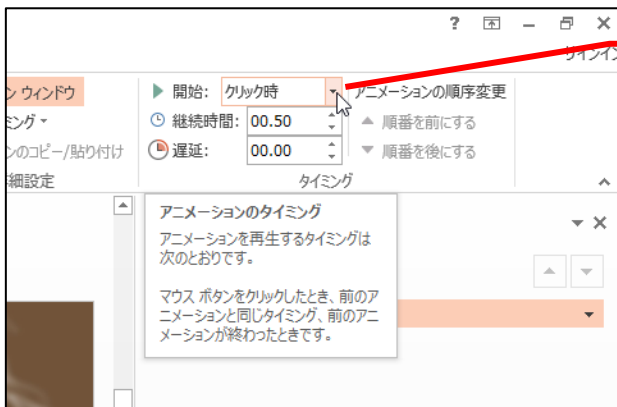 サインイン
ン ウィンドウ
開始: クリック時
アニメーションの順序変更
ミング
継続時間: 00.50
順番を前にする
ンのコピー/貼り付け
遅延: 00.00
順番を後にする
細設定
タイミング
アニメーションのタイミング
アニメーションを再生するタイミングは
次のとおりです。
マウス ボタンをクリックしたとき、前のア
ニメーションと同じタイミング、前のアニ
メーションが終わったときです。